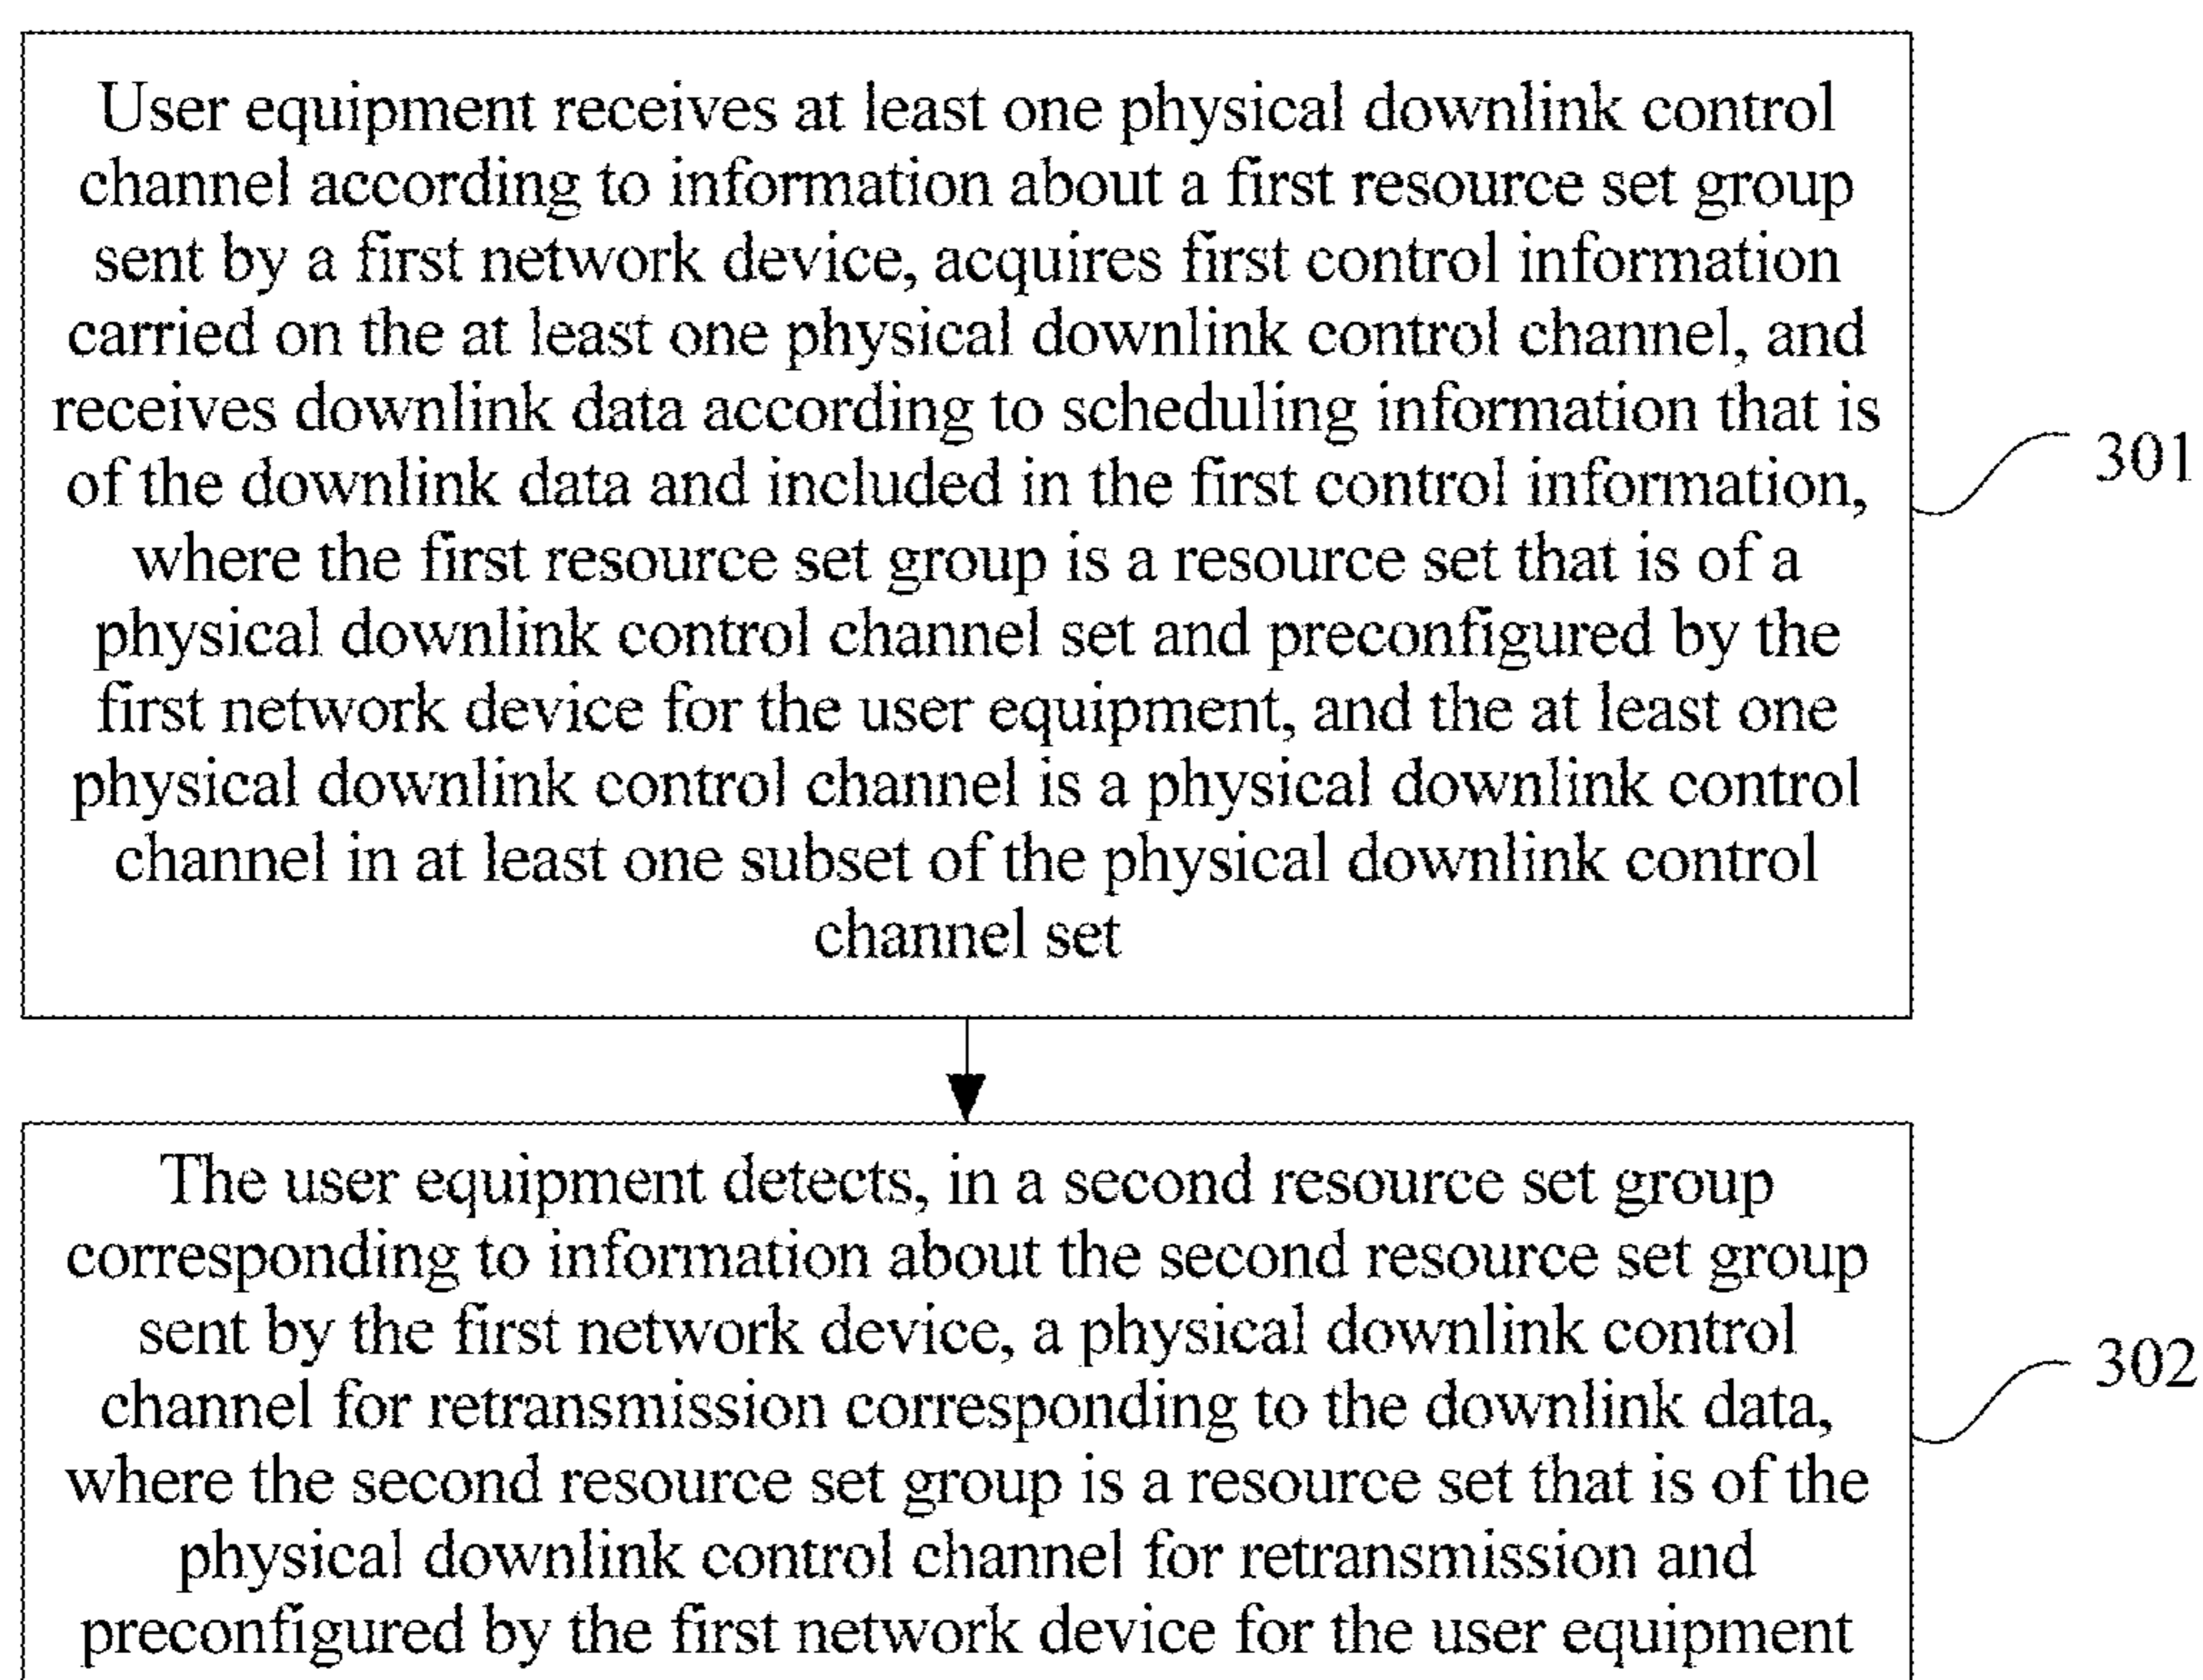 User equipment receives at least one physical downlink control
channel according to information about a first resource set group
sent by a first network device, acquires first control information
carried on the at least one physical downlink control channel, and
receives downlink data according to scheduling information that is
of the downlink data and included in the first control information,
where the first resource set group is a resource set that is of a
physical downlink control channel set and preconfigured by the
first network device for the user equipment, and the at least one
physical downlink control channel is a physical downlink control
channel in at least one subset of the physical downlink control
channel set
301
The user equipment detects, in a second resource set group
corresponding to information about the second resource set group
sent by the first network device, a physical downlink control
channel for retransmission corresponding to the downlink data,
where the second resource set group is a resource set that is of the
physical downlink control channel for retransmission and
preconfigured by the first network device for the user equipment
302